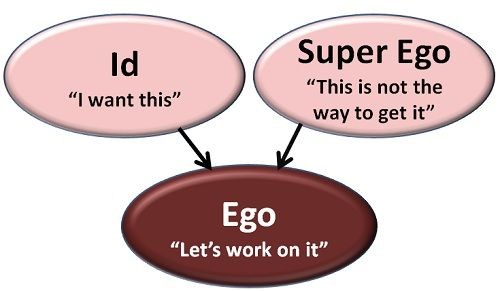 Id
“I want this”
Super Ego
“This is not the
way to get it”
Ego
“Let’s work on it”